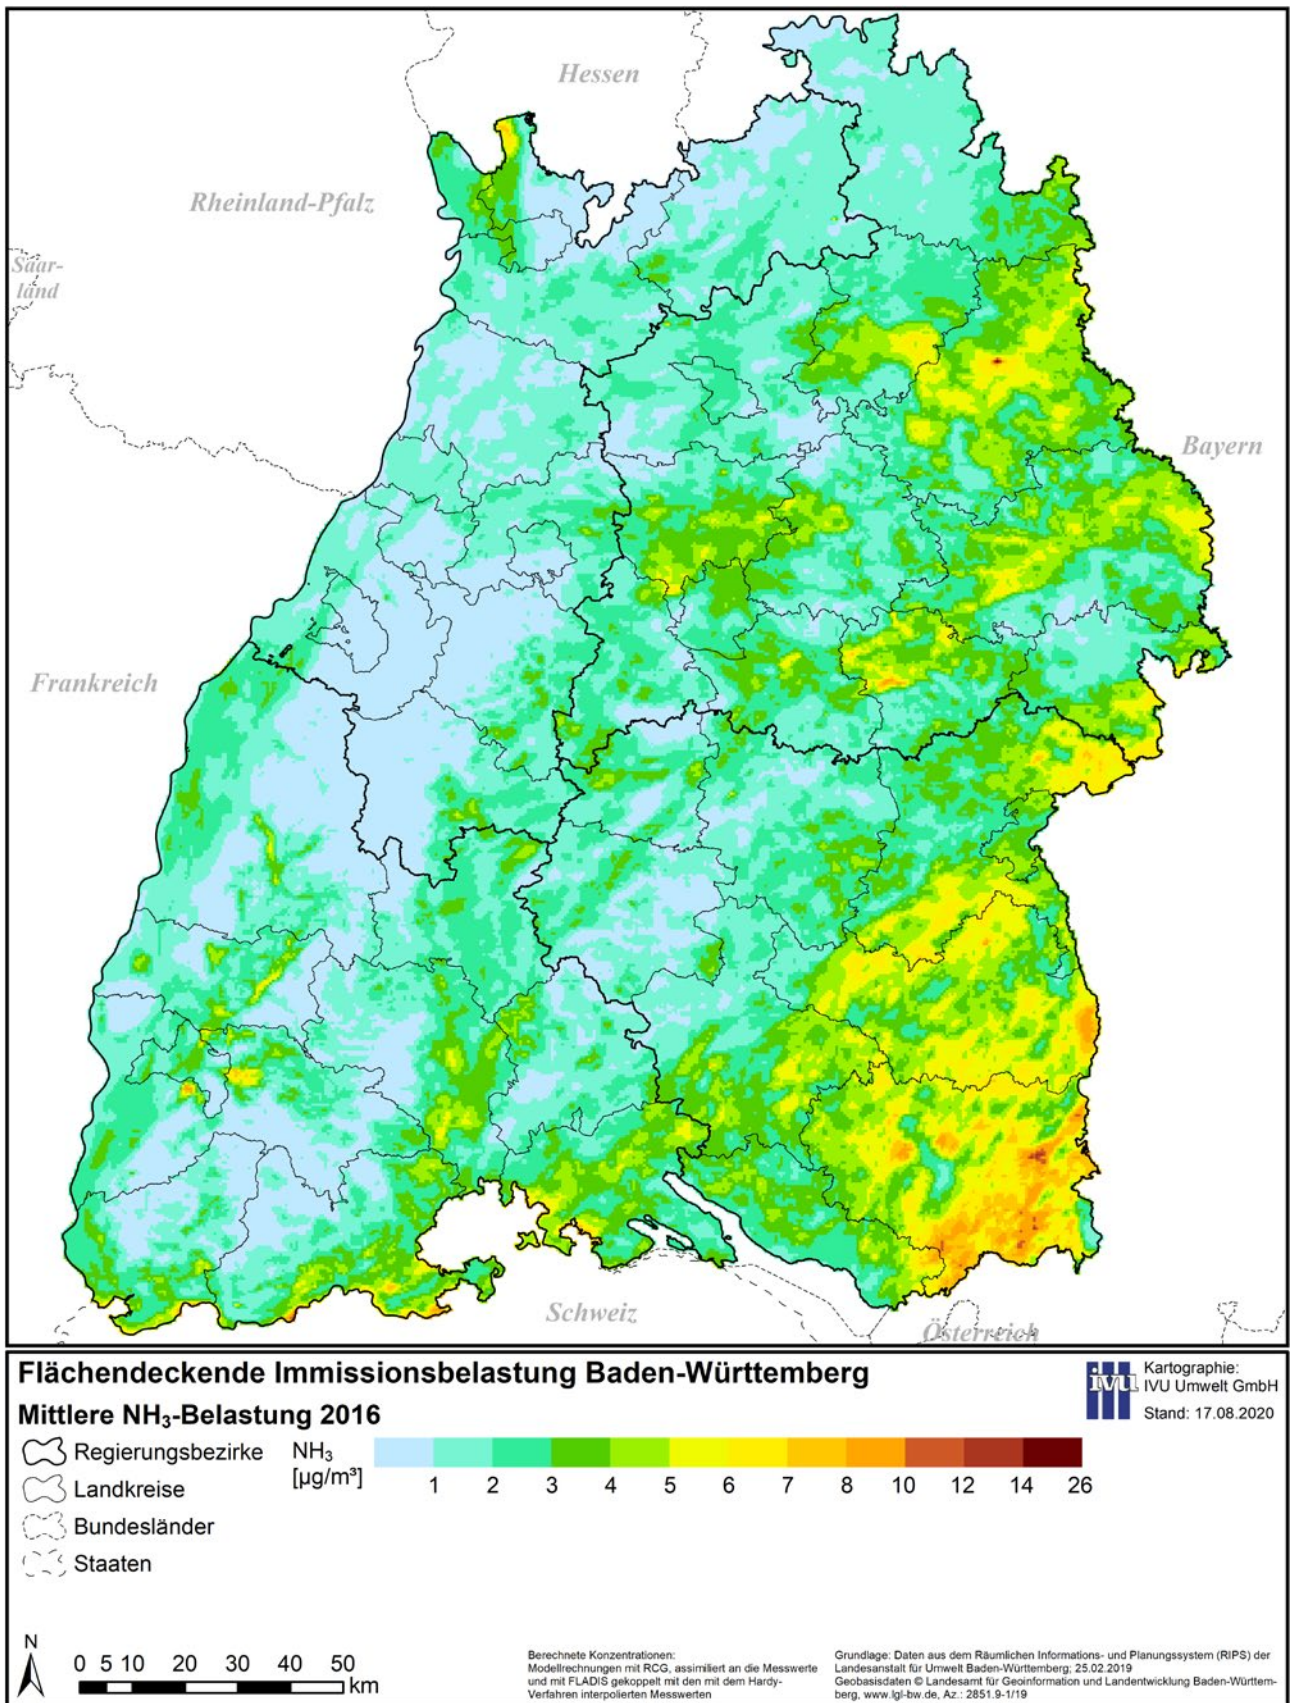 Hessen
Rheinland-Pfalz
Saar-
land
Bayern
Frankreich
Schweiz
Österreich
Flächendeckende Immissionsbelastung Baden-Württemberg
Mittlere NH₃-Belastung 2016
ivu
Kartographie:
IVU Umwelt GmbH
Stand: 17.08.2020
Regierungsbezirke
Landkreise
Bundesländer
Staaten
NH₃
[µg/m³]
1 2 3 4 5 6 7 8 10 12 14 26
N
0 5 10 20 30 40 50
km
Berechnete Konzentrationen:
Modellrechnungen mit RCG, assimiliert an die Messwerte
und mit FLADIS gekoppelt mit den mit dem Hardy-
Verfahren interpolierten Messwerten
Grundlage: Daten aus dem Räumlichen Informations- und Planungssystem (RIPS) der
Landesanstalt für Umwelt Baden-Württemberg; 25.02.2019
Geobasisdaten © Landesamt für Geoinformation und Landentwicklung Baden-Württem-
berg, www.lgl-bw.de, Az.: 2851.9-1/19